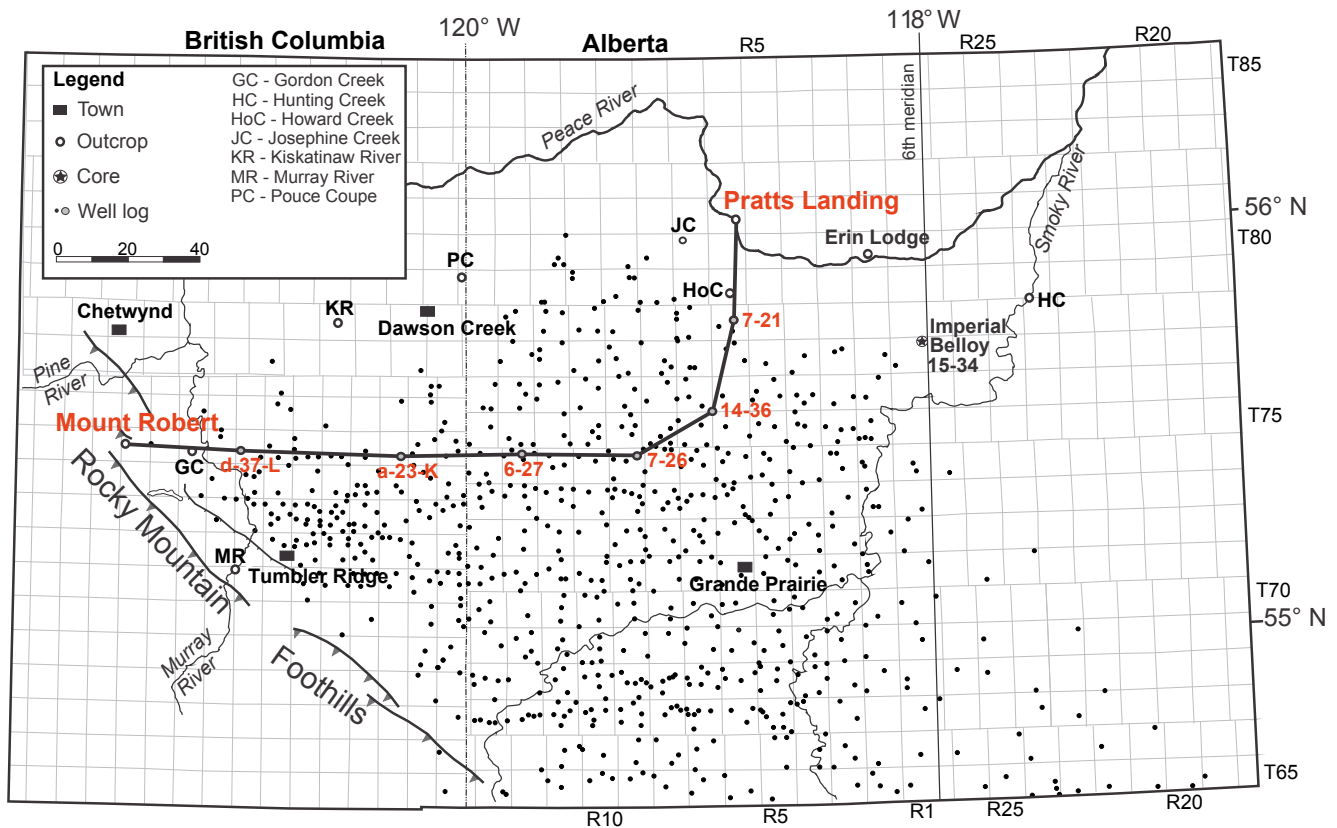 120° W
118° W
British Columbia
Alberta
R5
R25
R20
T85
Legend
Town
Outcrop
Core
Well log
0
20
40
GC - Gordon Creek
HC - Hunting Creek
HoC - Howard Creek
JC - Josephine Creek
KR - Kiskatinaw River
MR - Murray River
PC - Pouce Coupe
Peace River
6th meridian
Smoky River
56° N
Pratts Landing
T80
JC
Erin Lodge
PC
HoC
HC
Chetwynd
KR
Dawson Creek
7-21
Imperial
Belloy
15-34
Pine
River
Mount Robert
14-36
T75
GC
d-37-L
a-23-K
6-27
7-26
Rocky Mountain
MR
Tumbler Ridge
Grande Prairie
T70
55° N
Murray
River
Foothills
T65
R10
R5
R1
R25
R20